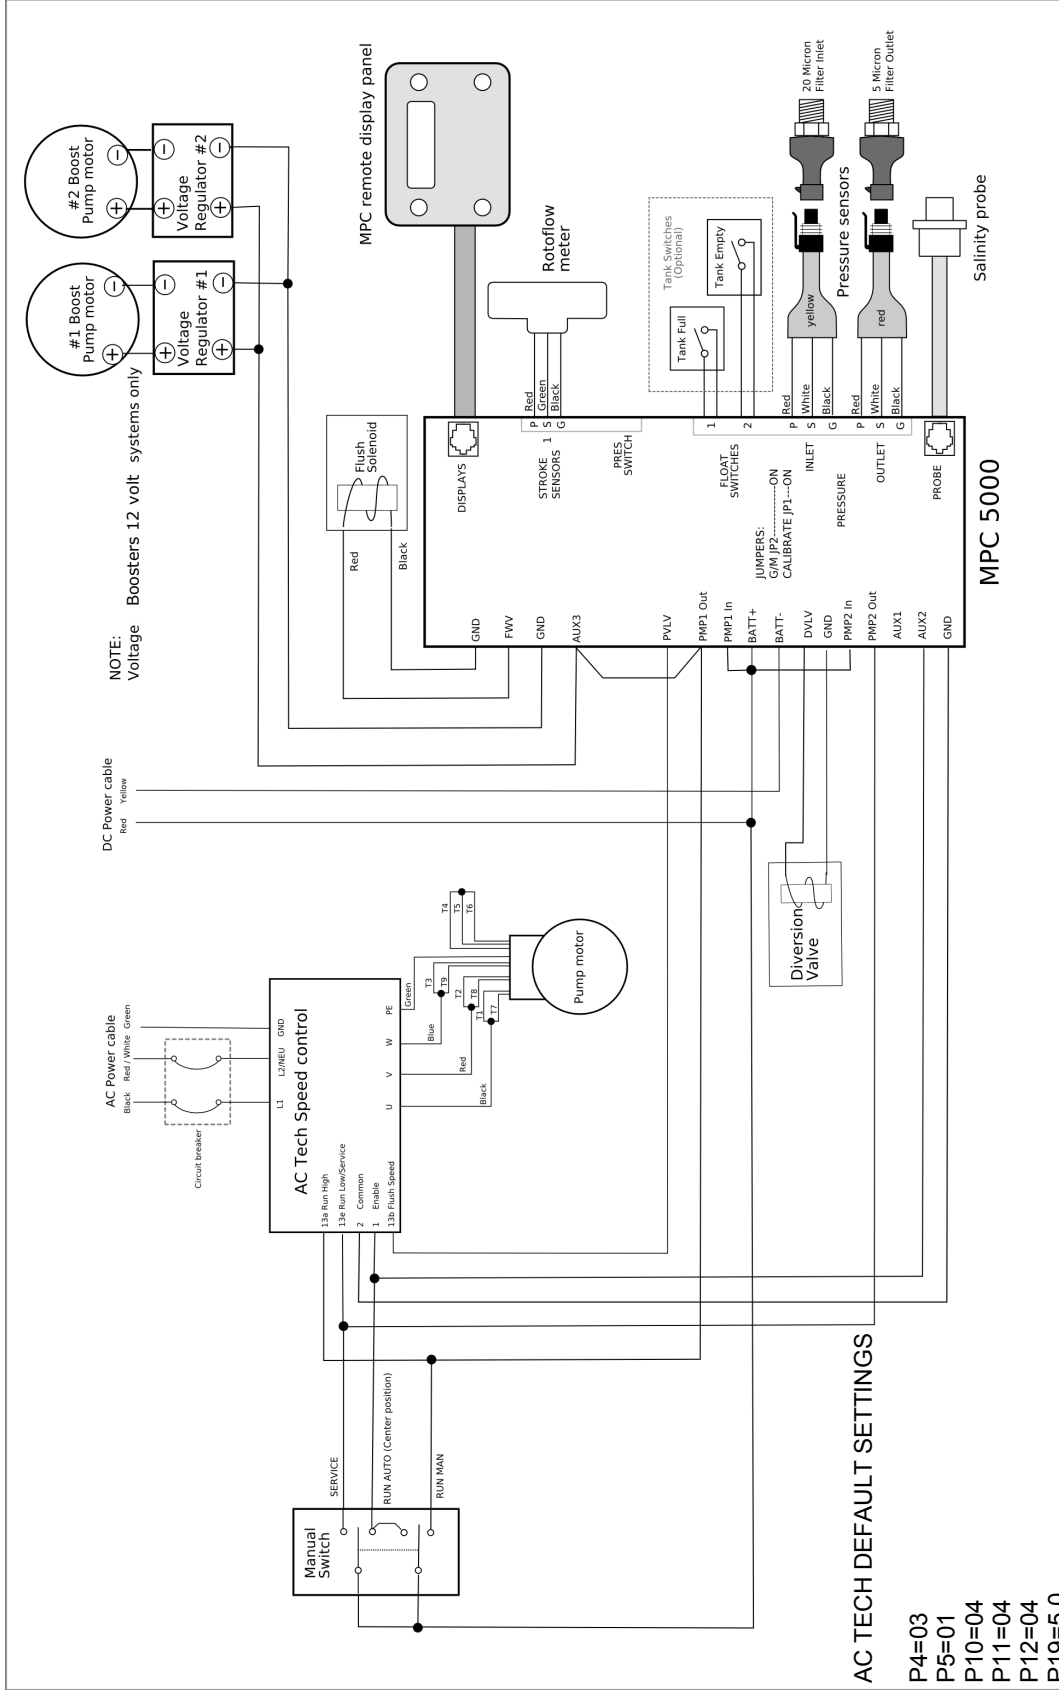 #1 Boost
Pump motor
#2 Boost
Pump motor
Voltage
Regulator #1
Voltage
Regulator #2
NOTE:
Voltage Boosters 12 volt systems only
MPC remote display panel
Rotoflow
meter
Tank Switches
(Optional)
Tank Full
Tank Empty
20 Micron
Filter Inlet
5 Micron
Filter Outlet
Pressure sensors
yellow
red
Salinity probe
Flush
Solenoid
Red
Black
Red
Green
Black
Red
White
Black
Red
White
Black
DISPLAYS
P
S
G
STROKE
SENSORS 1
PRES
SWITCH
1
2
FLOAT
SWITCHES
P
S
G
INLET
PRESSURE
P
S
G
OUTLET
PROBE
JUMPERS:
G/M JP2----------ON
CALIBRATE JP1---ON
MPC 5000
GND
FWV
GND
AUX3
PVLV
PMP1 Out
PMP1 In
BATT+
BATT-
DVLV
GND
PMP2 In
PMP2 Out
AUX1
AUX2
GND
DC Power cable
Red Yellow
AC Power cable
Black Red / White Green
Circuit breaker
L1
L2/NEU
GND
AC Tech Speed control
13a Run High
13e Run Low/Service
2 Common
1 Enable
13b Flush Speed
U
V
W
PE
Black
Red
Blue
Green
T1
T7
T2
T8
T3
T9
T4
T5
T6
Pump motor
Diversion
Valve
Manual
Switch
SERVICE
RUN AUTO (Center position)
RUN MAN
AC TECH DEFAULT SETTINGS
P4=03
P5=01
P10=04
P11=04
P12=04
P19=5.0